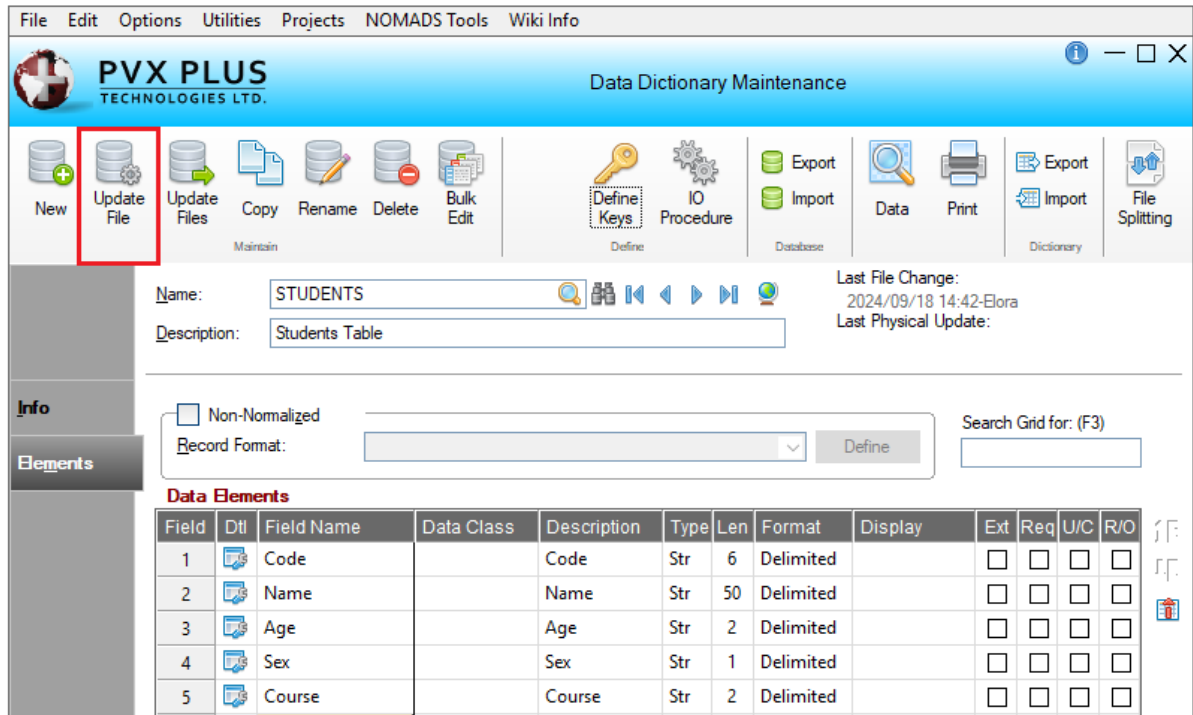 File Edit Options Utilities Projects NOMADS Tools Wiki Info
PVX PLUS
TECHNOLOGIES LTD.
Data Dictionary Maintenance
New
Update File
Update Files
Copy
Rename
Delete
Bulk Edit
Maintain
Define Keys
IO Procedure
Define
Export
Import
Database
Data
Print
Export
Import
Dictionary
File Splitting
Name: STUDENTS
Description: Students Table
Last File Change:
2024/09/18 14:42-Elora
Last Physical Update:
Info
Elements
Non-Normalized
Record Format:
Define
Search Grid for: (F3)
Data Elements
Field Dtl Field Name Data Class Description Type Len Format Display Ext Req U/C R/O
1 Code Code Str 6 Delimited
2 Name Name Str 50 Delimited
3 Age Age Str 2 Delimited
4 Sex Sex Str 1 Delimited
5 Course Course Str 2 Delimited